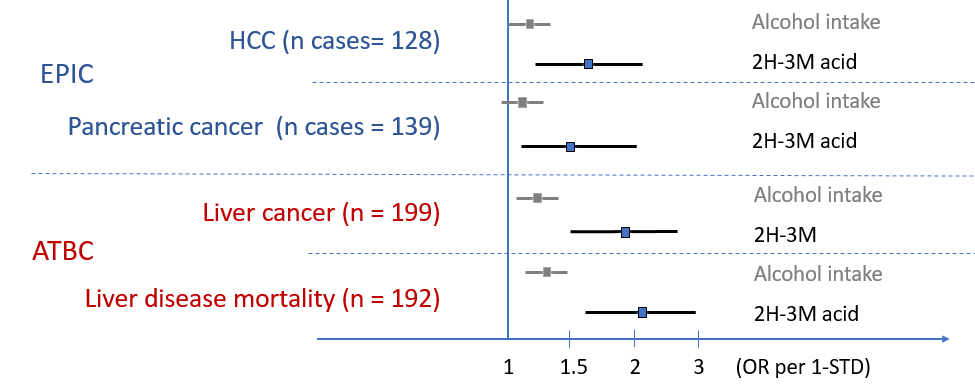 Alcohol intake
HCC (n cases= 128)
2H-3M acid
EPIC
Alcohol intake
Pancreatic cancer (n cases = 139)
2H-3M acid
Alcohol intake
Liver cancer (n = 199)
2H-3M
ATBC
Alcohol intake
Liver disease mortality (n = 192)
2H-3M acid
1 1.5 2 3 (OR per 1-STD)